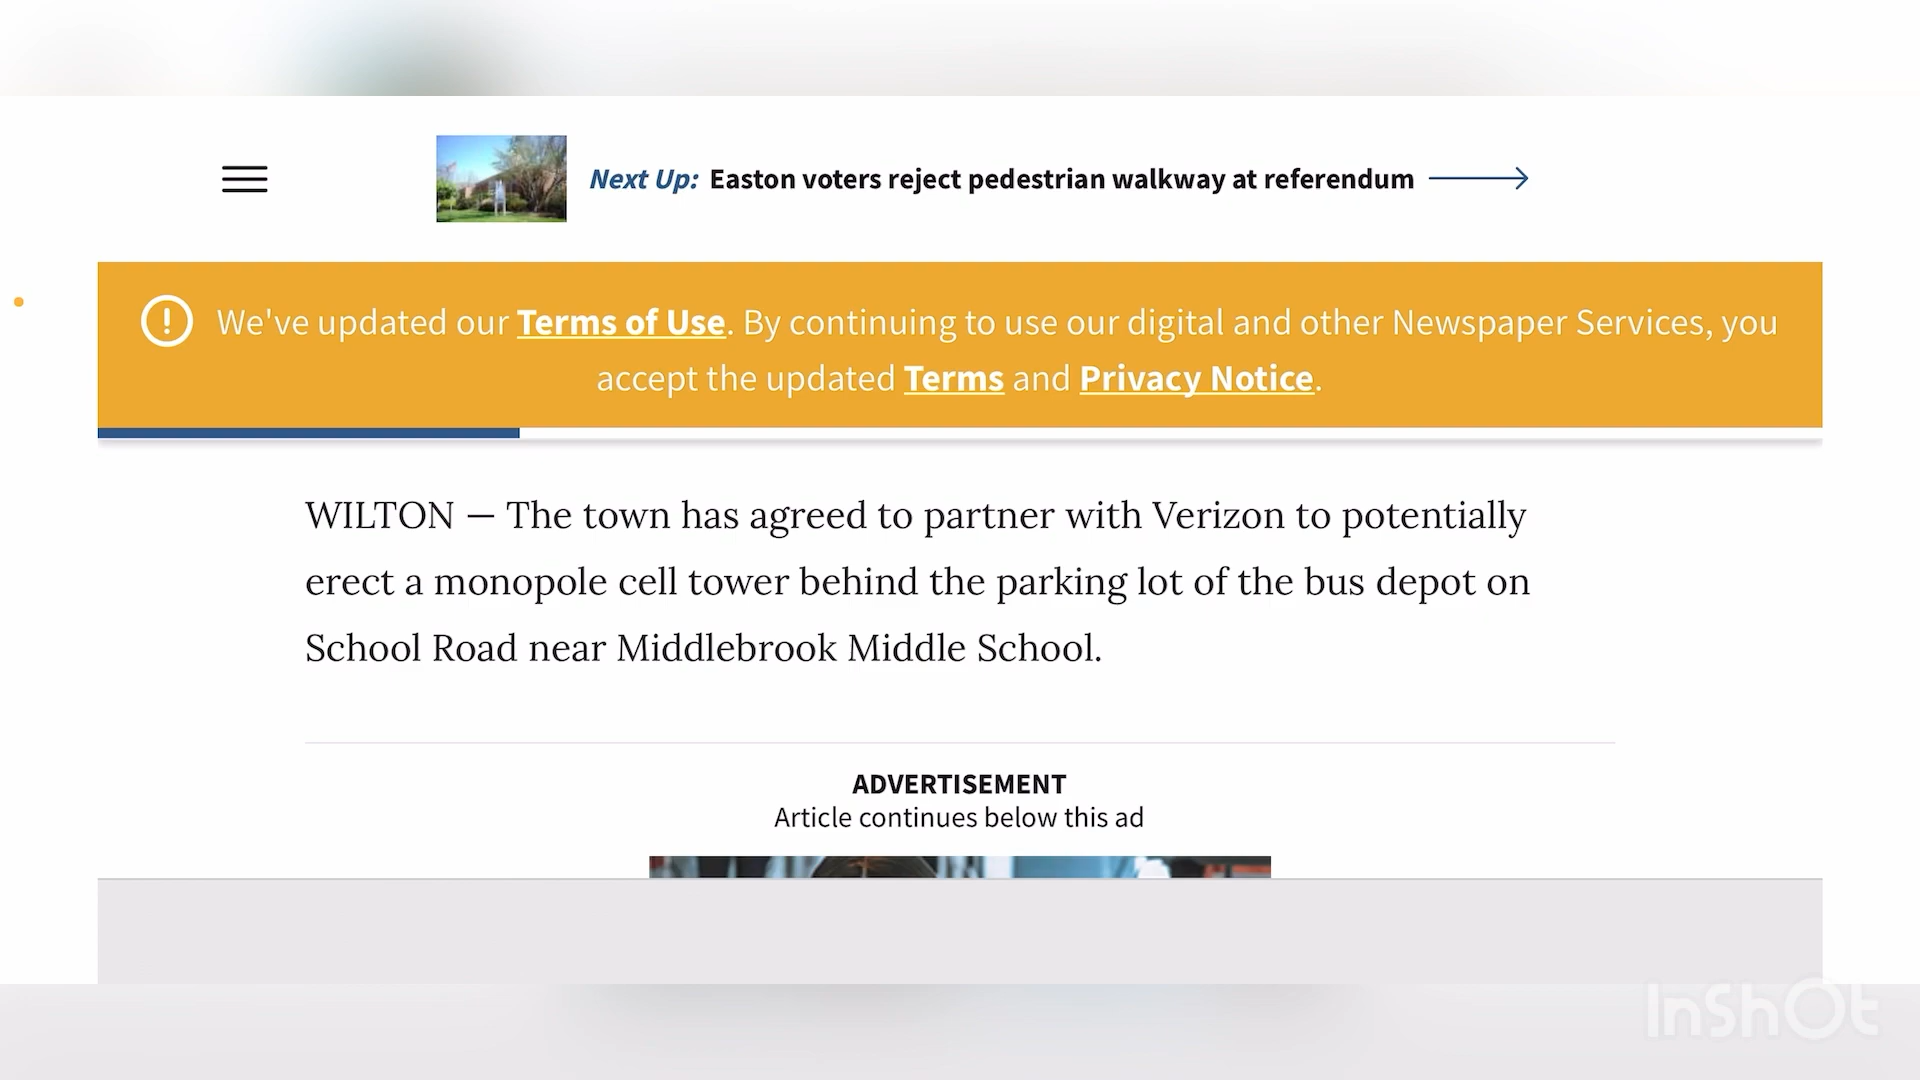 Next Up: Easton voters reject pedestrian walkway at referendum
We've updated our Terms of Use. By continuing to use our digital and other Newspaper Services, you
accept the updated Terms and Privacy Notice.
WILTON — The town has agreed to partner with Verizon to potentially
erect a monopole cell tower behind the parking lot of the bus depot on
School Road near Middlebrook Middle School.
ADVERTISEMENT
Article continues below this ad
InShOt